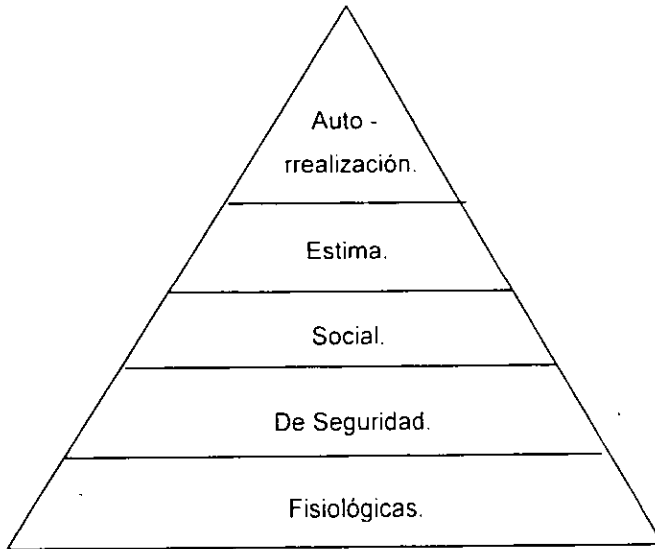 Auto -
rrealización.
Estima.
Social.
De Seguridad.
Fisiológicas.